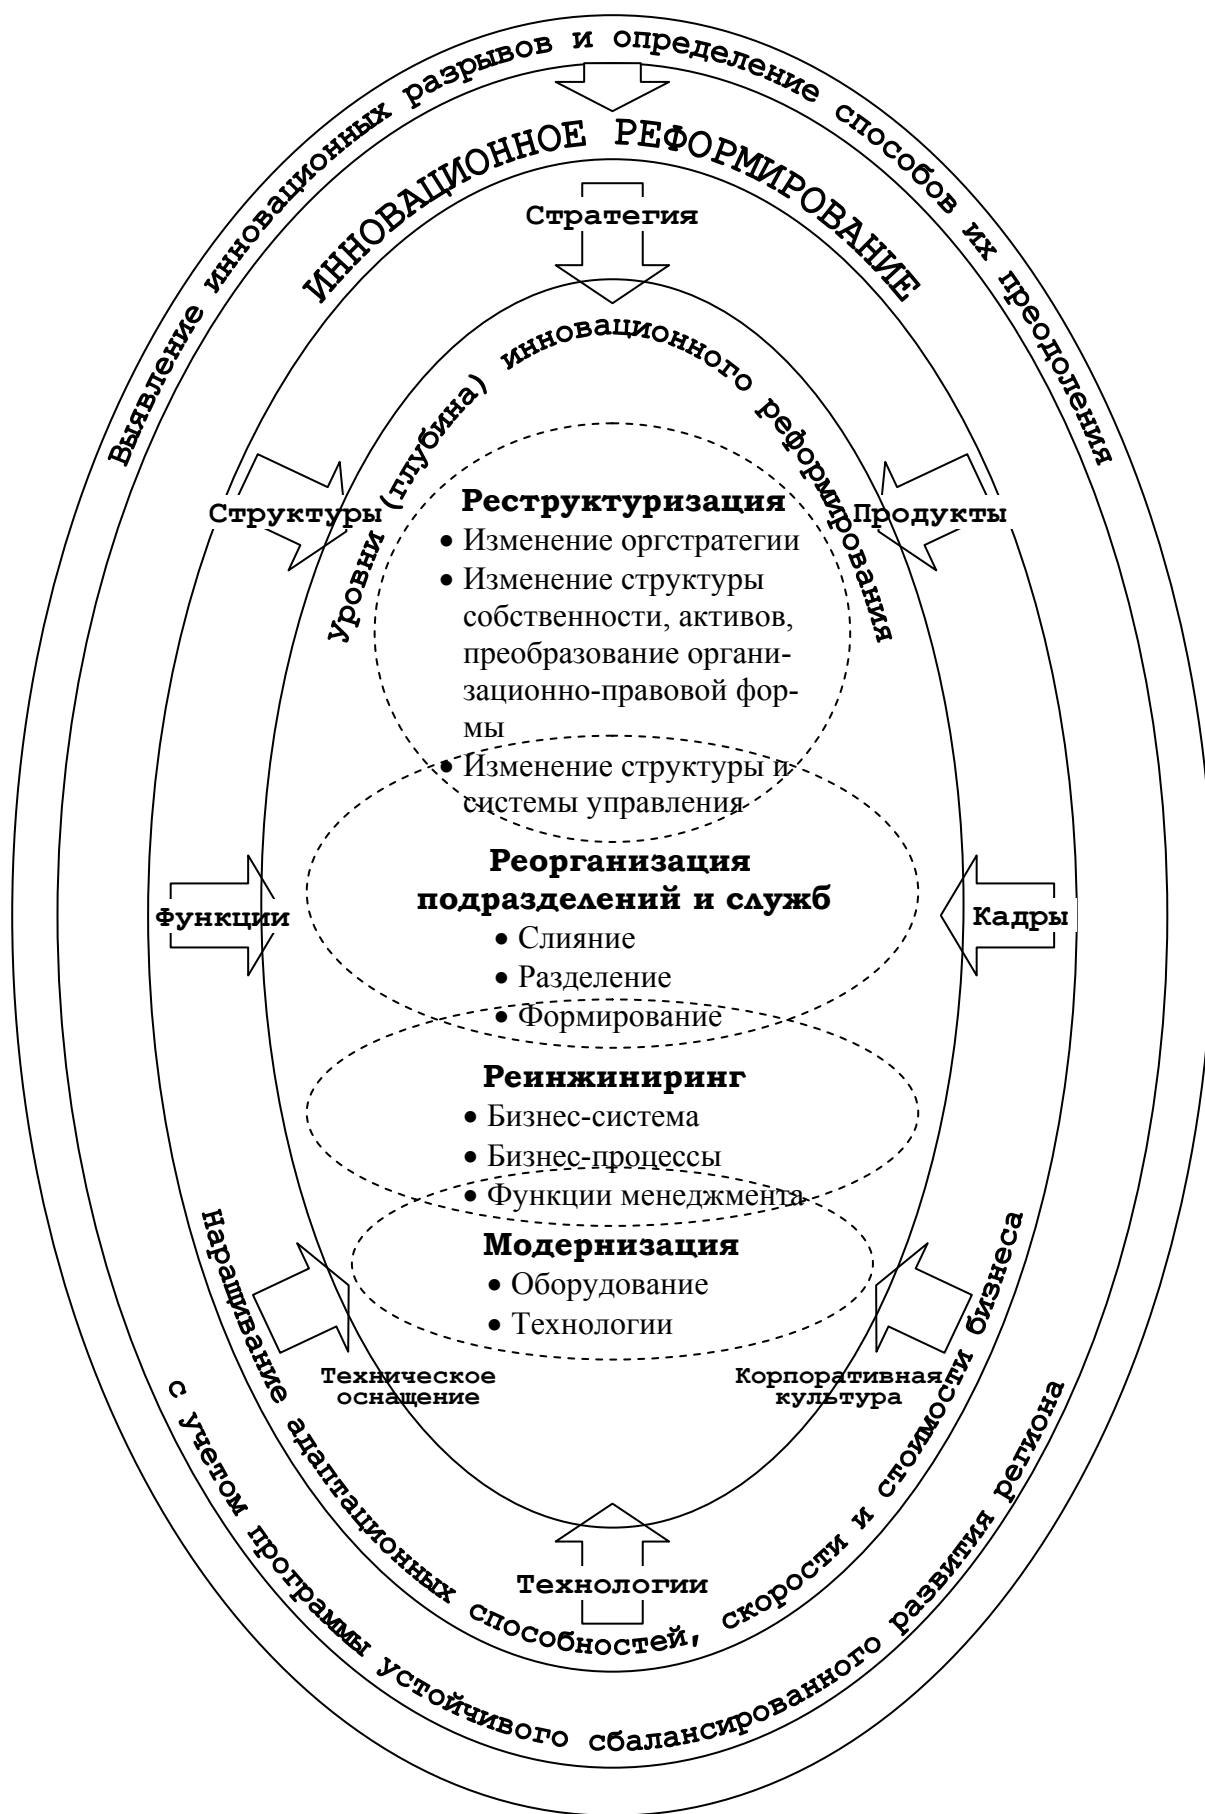 Выявление инновационных разрывов и определение способов их преодоления
ИННОВАЦИОННОЕ РЕФОРМИРОВАНИЕ
Стратегия
Уровни (глубина) инновационного реформирования
Структуры
Продукты
Реструктуризация
• Изменение оргстратегии
• Изменение структуры
собственности, активов,
преобразование органи-
зационно-правовой фор-
мы
• Изменение структуры и
системы управления
Реорганизация
подразделений и служб
• Слияние
• Разделение
• Формирование
Функции
Кадры
Реинжиниринг
• Бизнес-система
• Бизнес-процессы
• Функции менеджмента
Модернизация
• Оборудование
• Технологии
Техническое
оснащение
Корпоративная
культура
Технологии
Наращивание адаптационных способностей, скорости и стоимости бизнеса
с учетом программы устойчивого сбалансированного развития региона